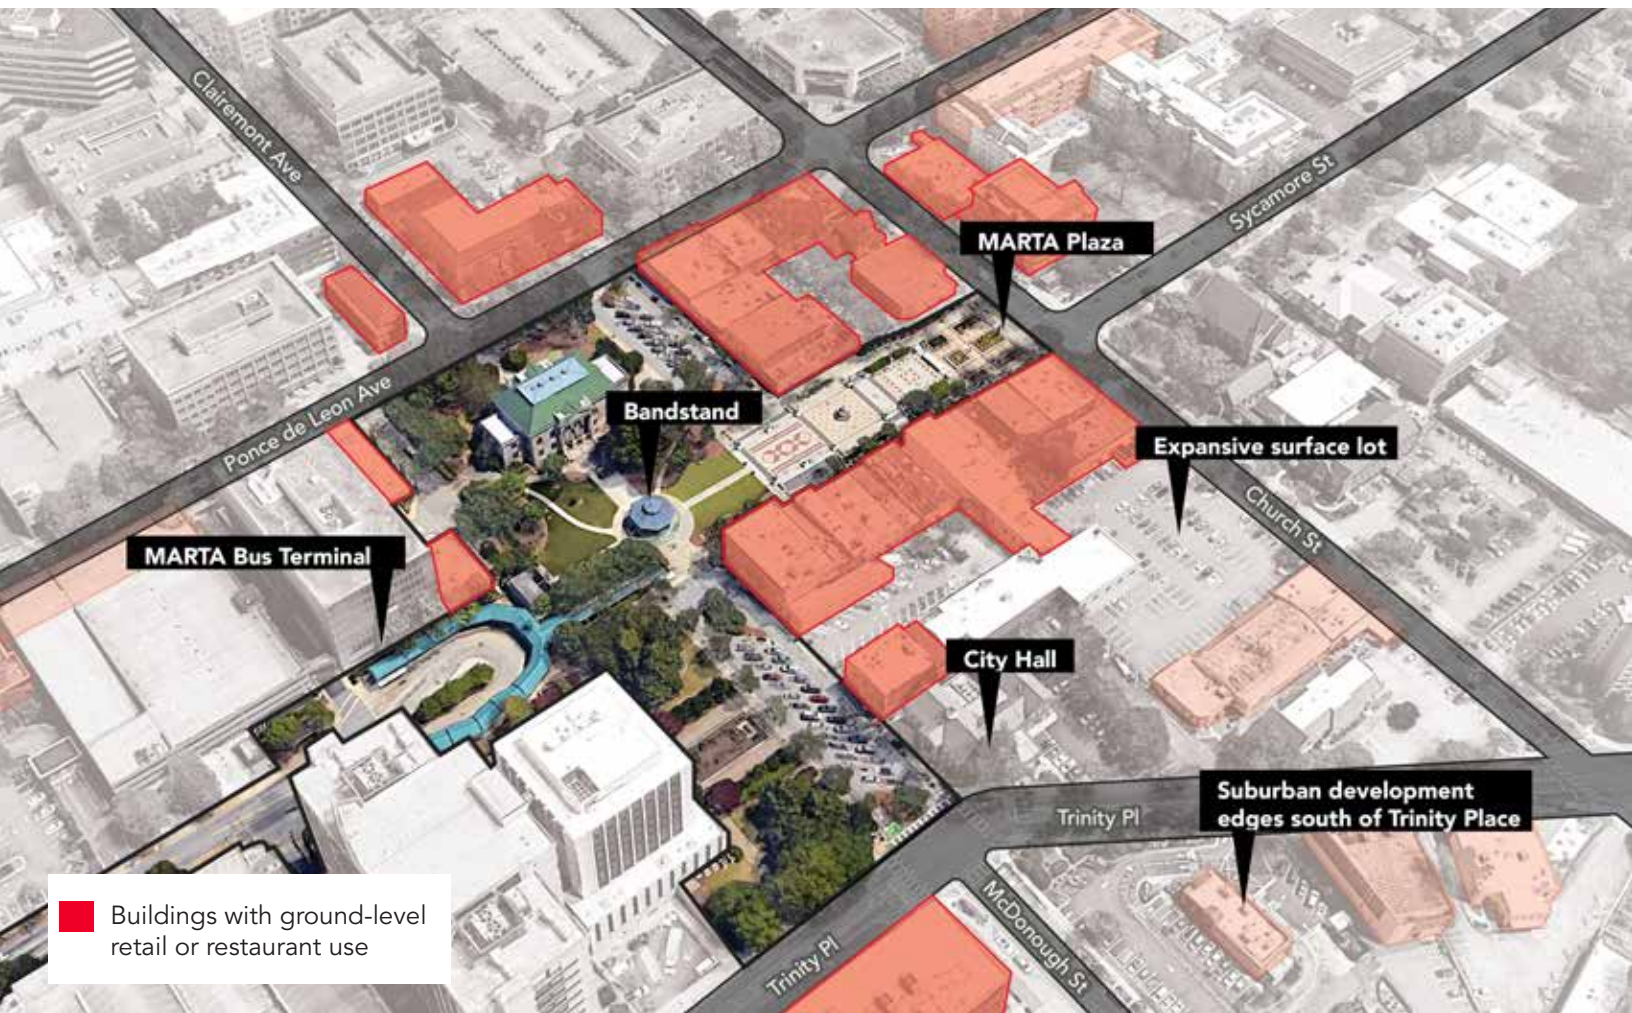 Clairemont Ave
Sycamore St
MARTA Plaza
Bandstand
Ponce de Leon Ave
Expansive surface lot
Church St
MARTA Bus Terminal
City Hall
Suburban development
edges south of Trinity Place
Trinity Pl
McDonough St
Trinity Pl
Buildings with ground-level
retail or restaurant use